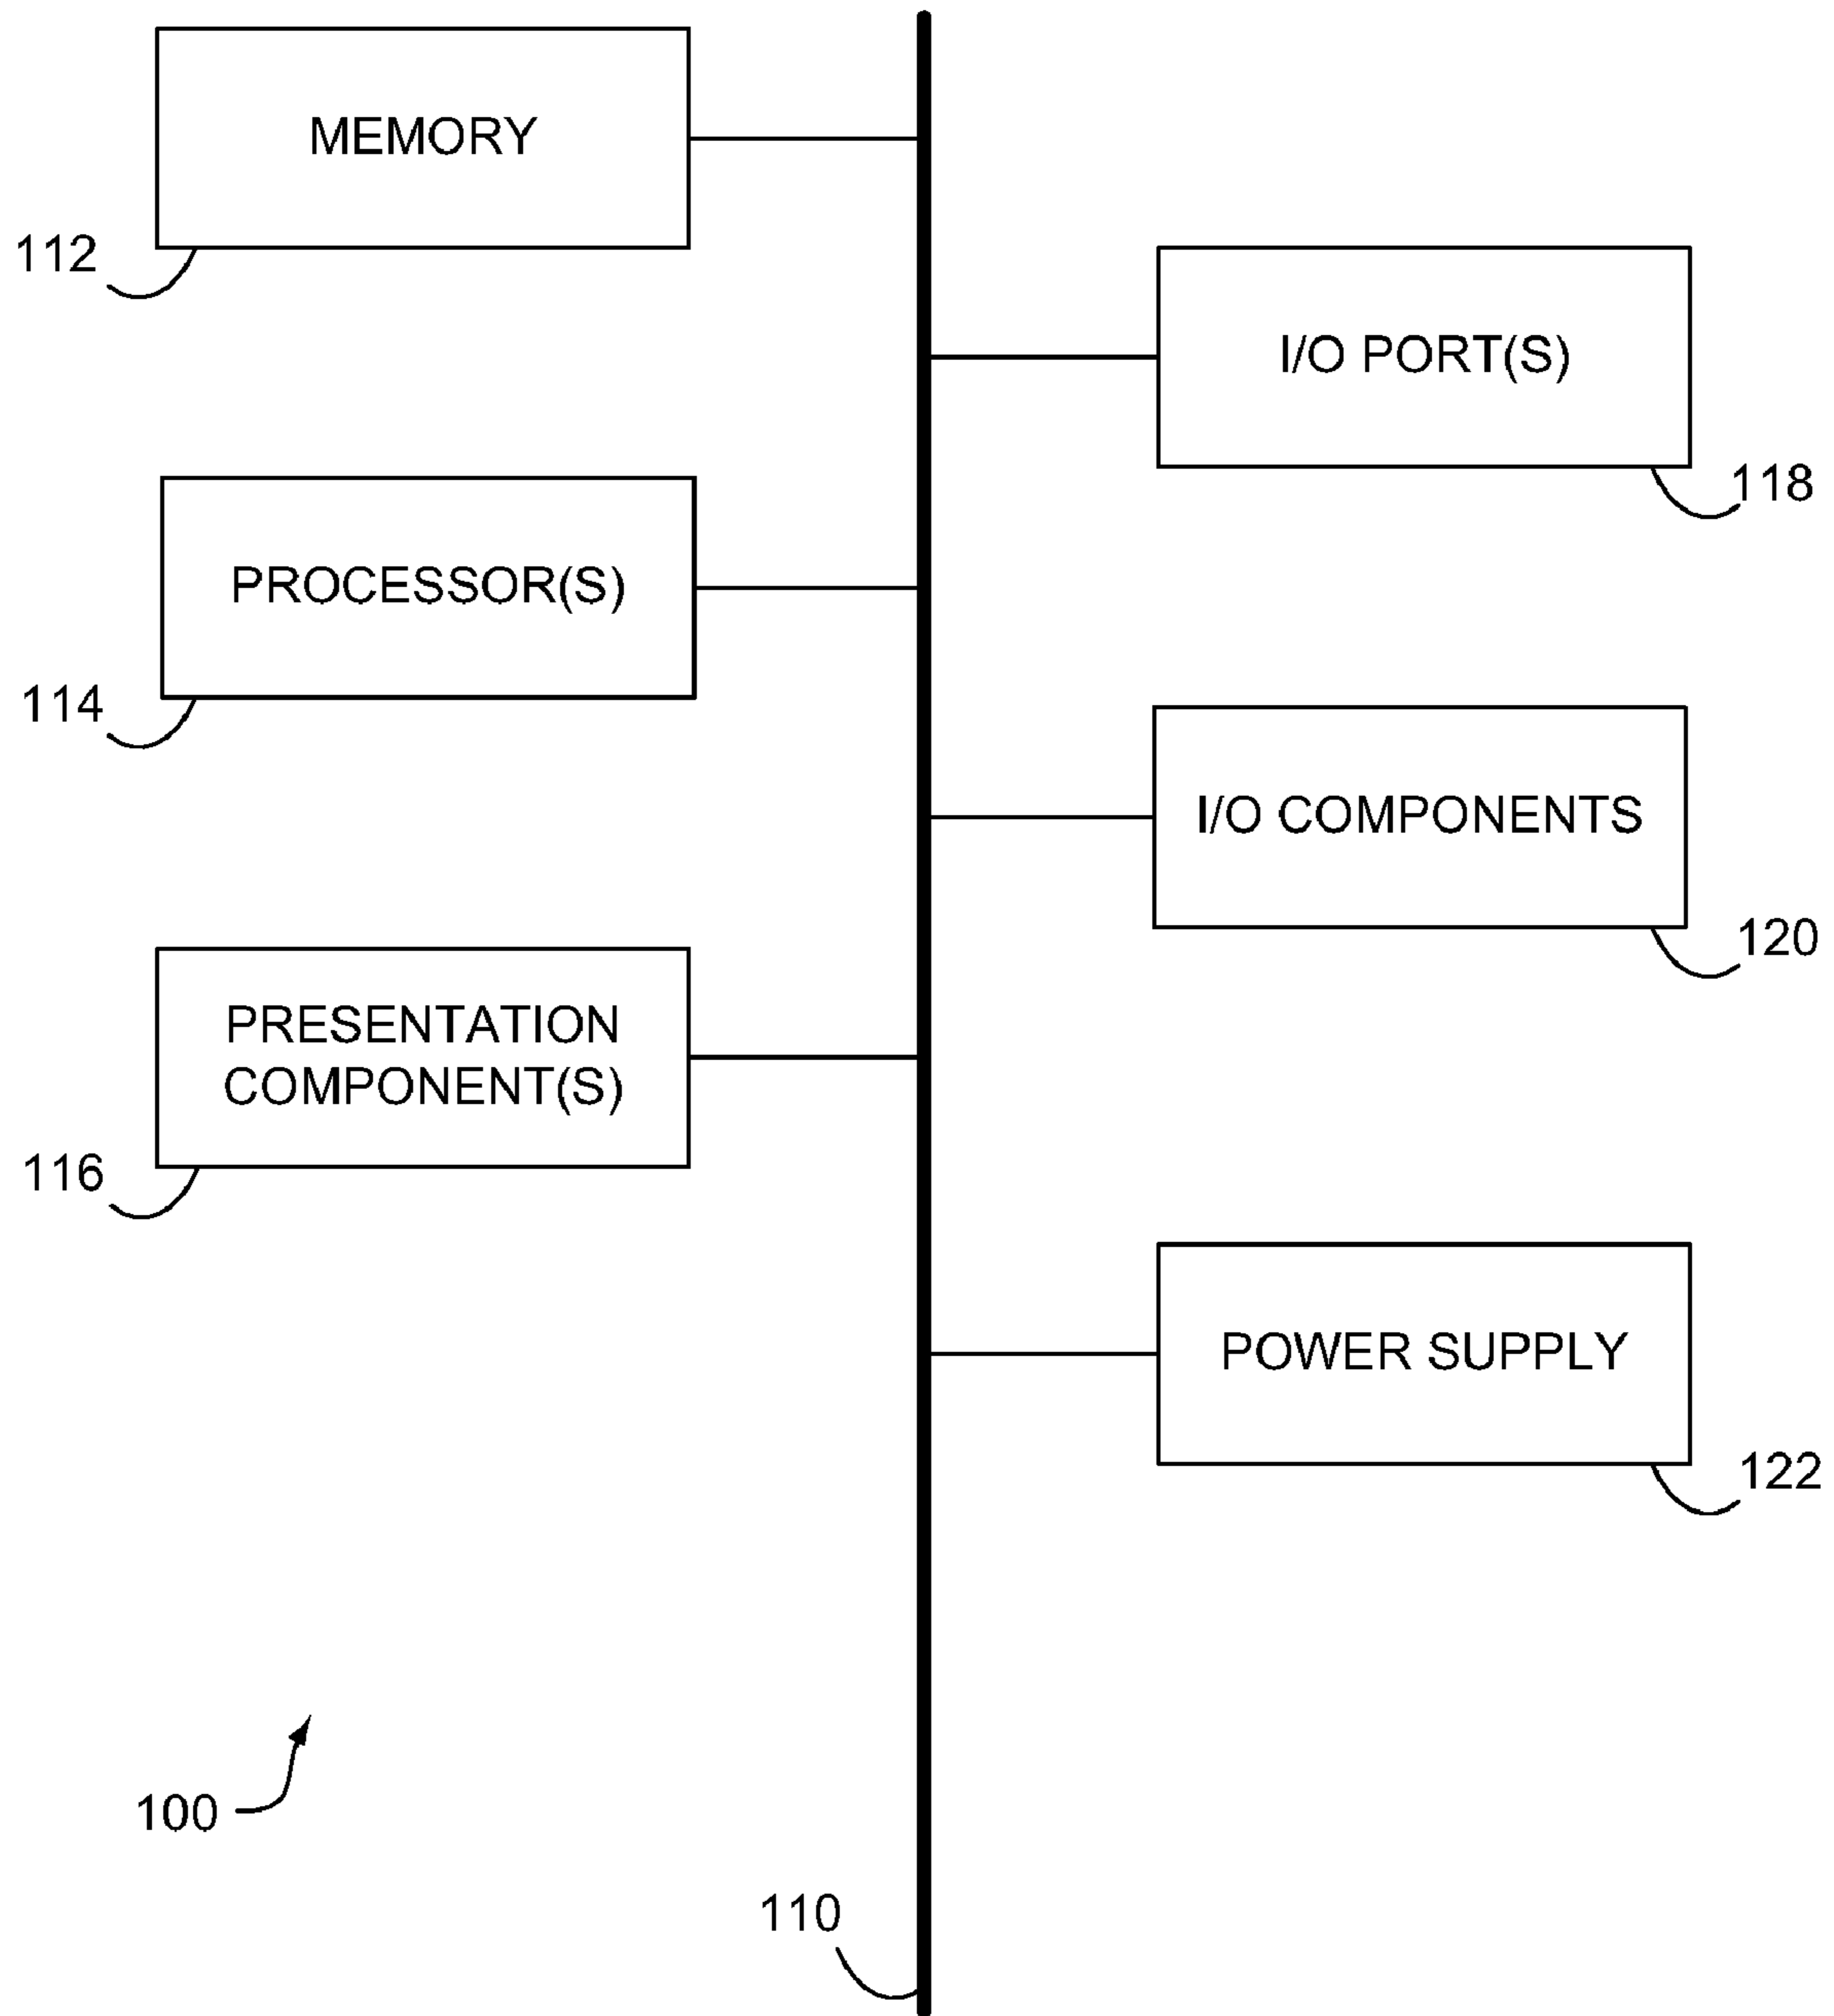 MEMORY
112
I/O PORT(S)
118
PROCESSOR(S)
114
I/O COMPONENTS
120
PRESENTATION
COMPONENT(S)
116
POWER SUPPLY
122
100
110